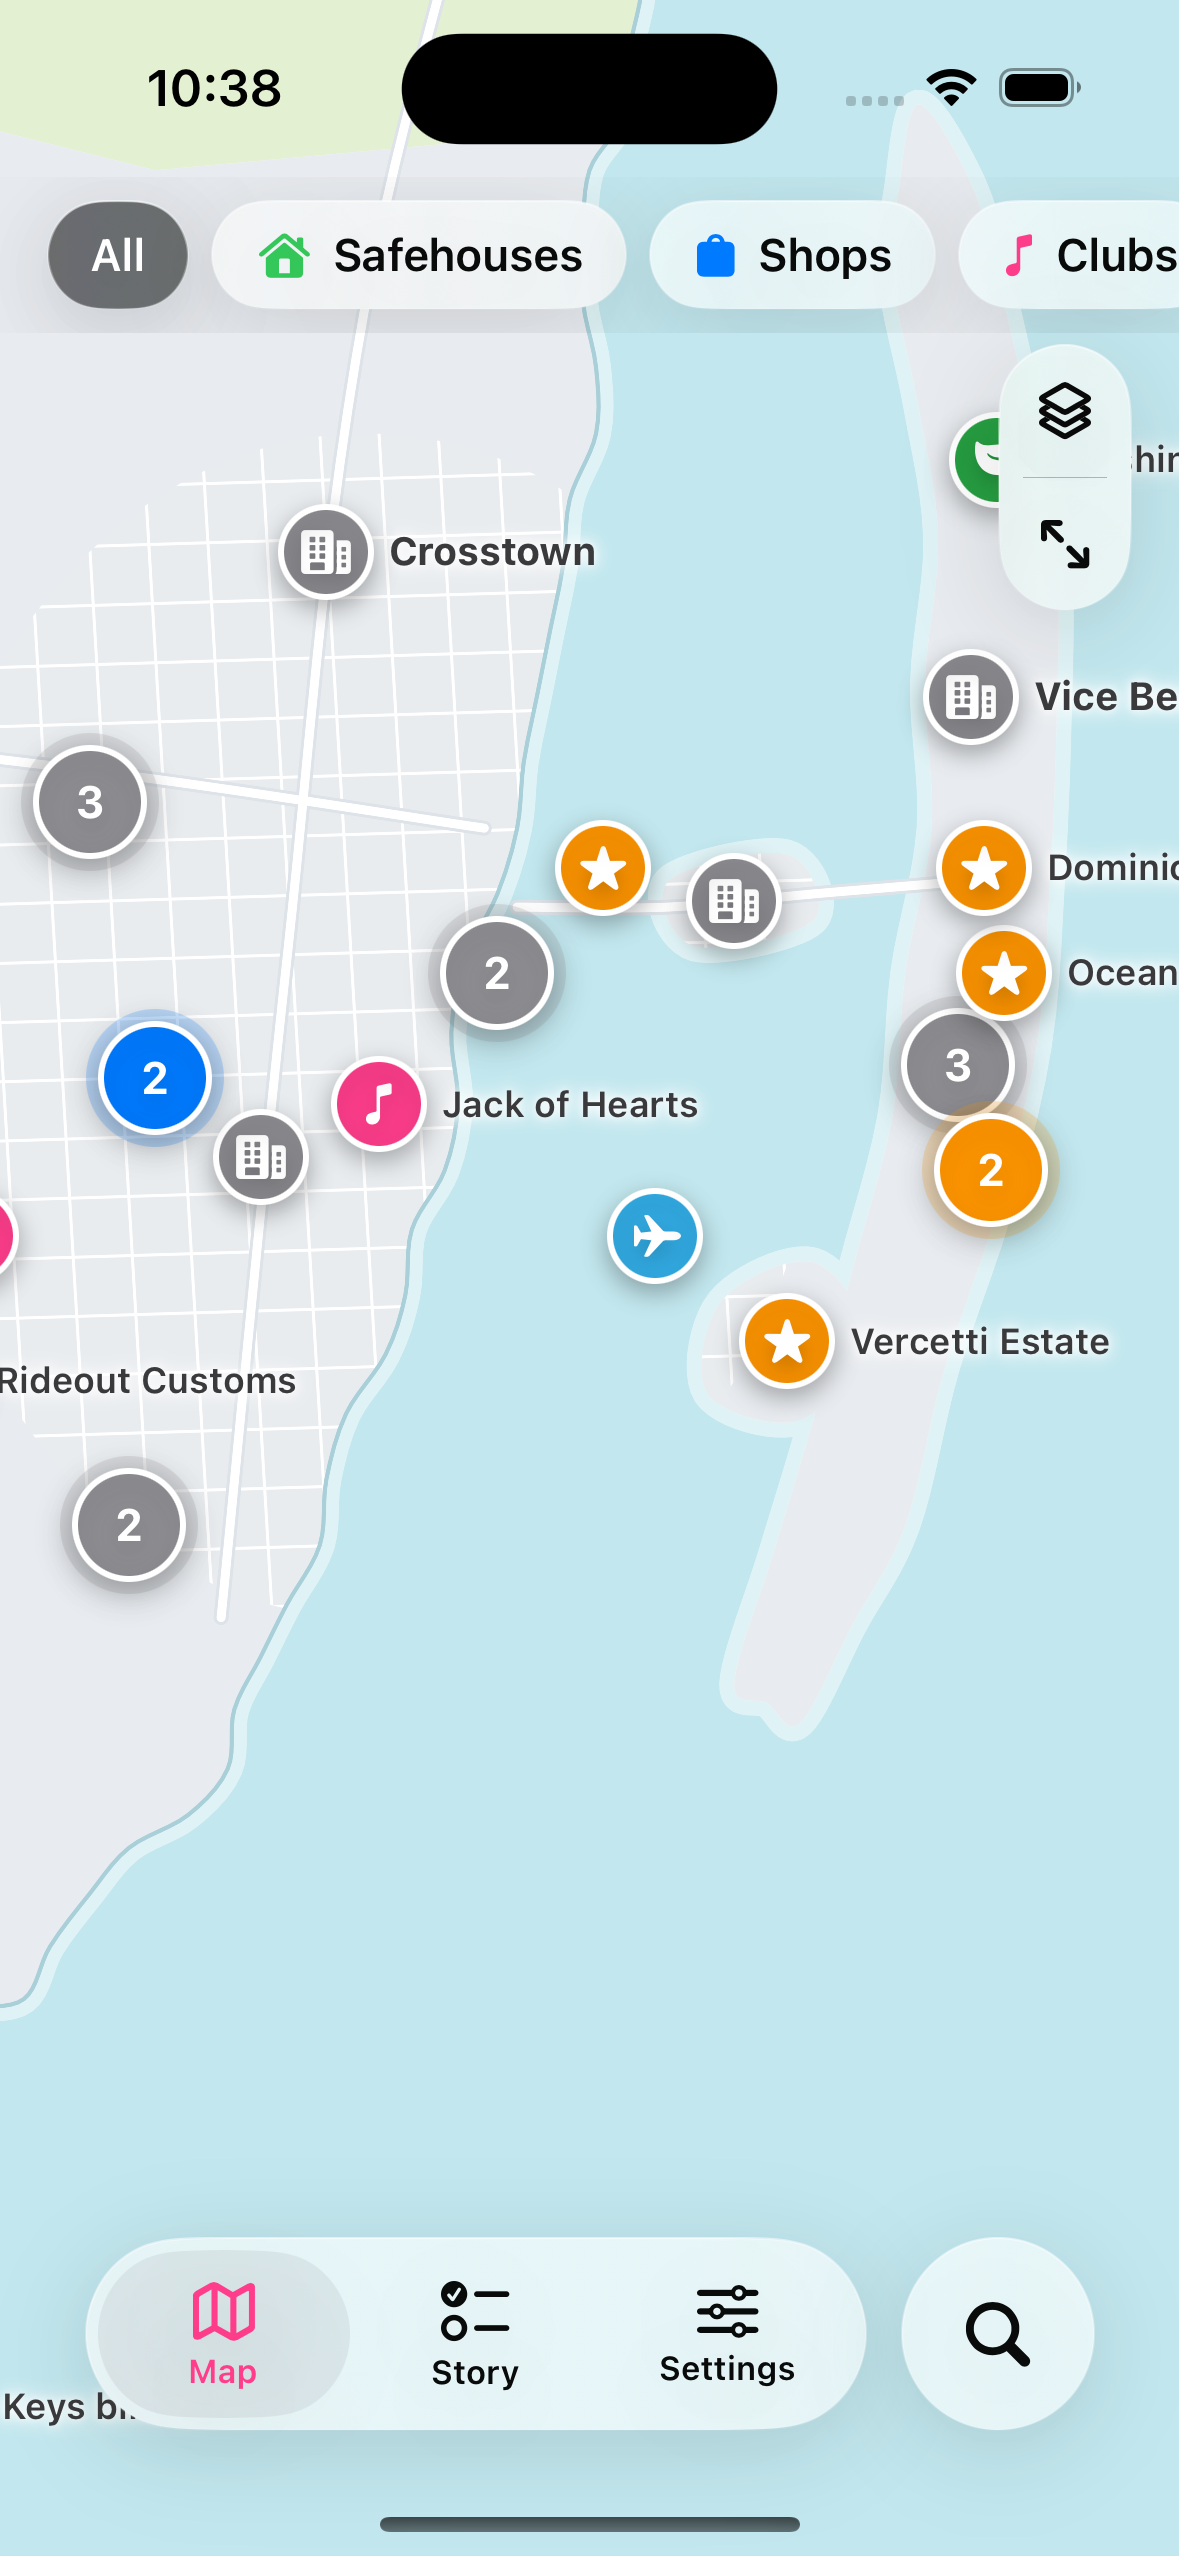 10:38
All
Safehouses
Shops
Clubs
Crosstown
Vice Be
3
Dominic
2
Ocean
3
2
Jack of Hearts
2
Vercetti Estate
Rideout Customs
2
Map
Story
Settings
Keys